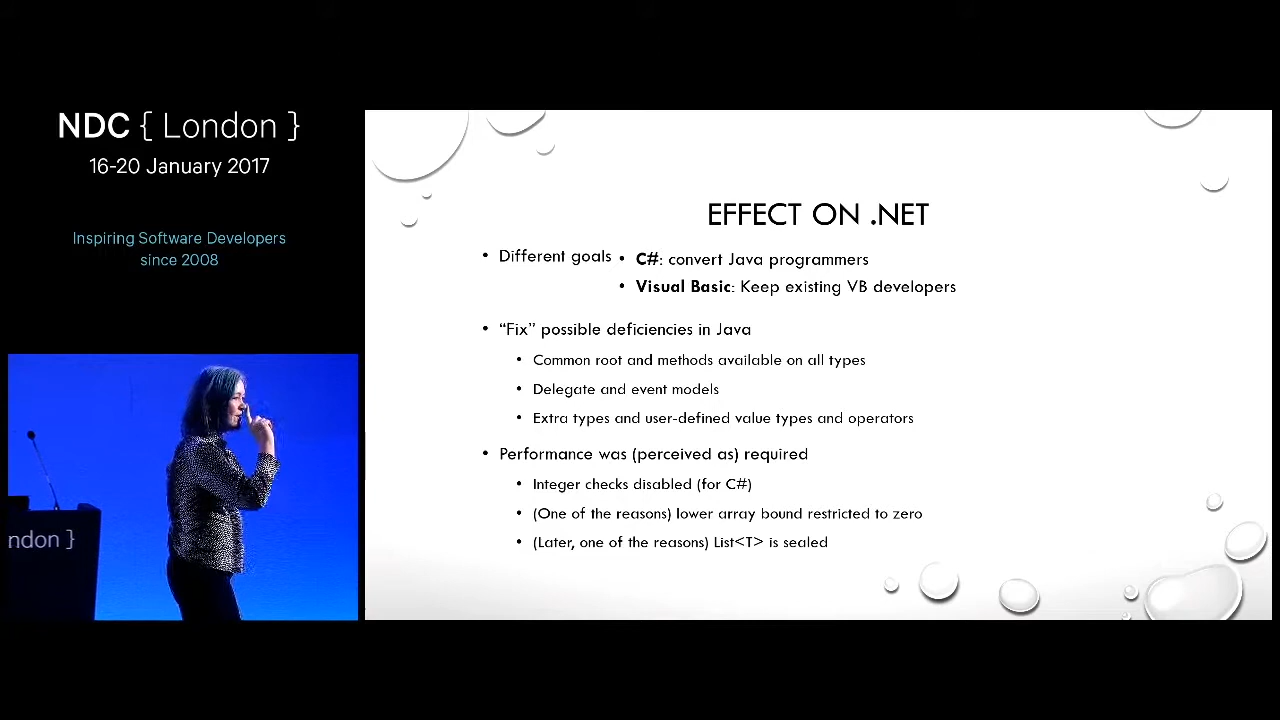 NDC { London }
16-20 January 2017
Inspiring Software Developers
since 2008
ndon }
EFFECT ON .NET
• Different goals
• C#: convert Java programmers
• Visual Basic: Keep existing VB developers
• “Fix” possible deficiencies in Java
• Common root and methods available on all types
• Delegate and event models
• Extra types and user-defined value types and operators
• Performance was (perceived as) required
• Integer checks disabled (for C#)
• (One of the reasons) lower array bound restricted to zero
• (Later, one of the reasons) List<T> is sealed